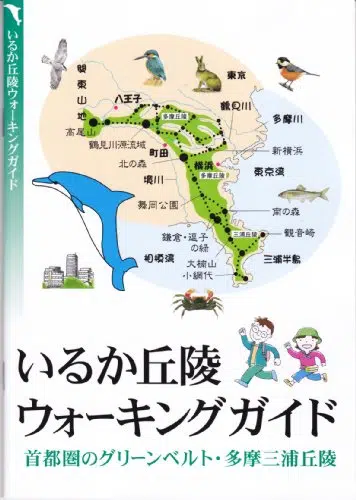 いるか丘陵ウォーキングガイド
関東山地
東京
八王子
鶴見川
多摩川
多摩丘陵
高尾山
鶴見川源流域
町田
新横浜
北の森
横浜
東京湾
多摩丘陵
境川
舞岡公園
南の森
三浦丘陵
観音崎
鎌倉・逗子
の緑
相模湾
大楠山
三浦半島
小網代
いるか丘陵
ウォーキングガイド
首都圏のグリーンベルト・多摩三浦丘陵